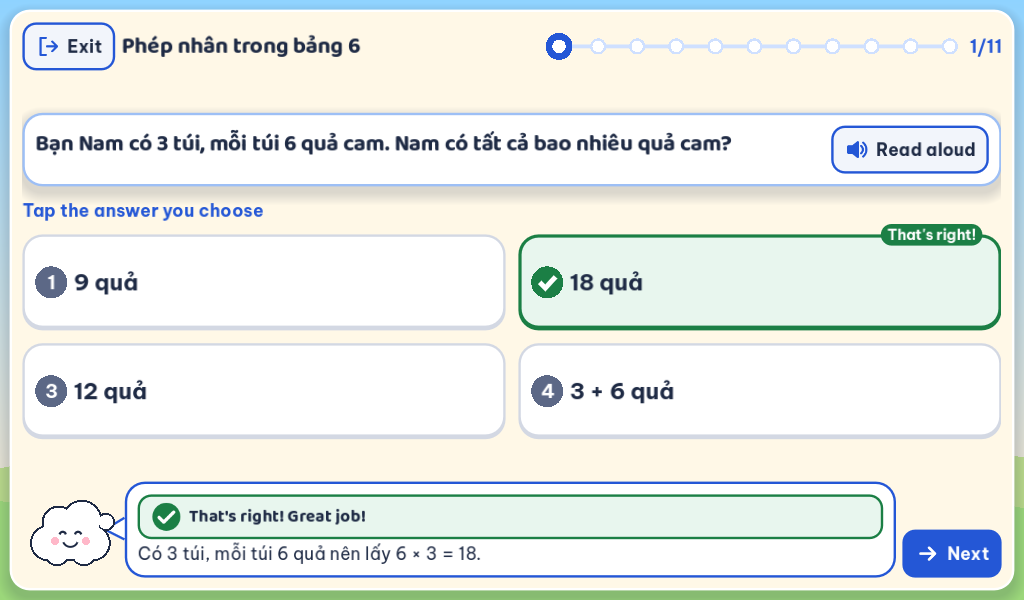 Exit
Phép nhân trong bảng 6
1/11
Bạn Nam có 3 túi, mỗi túi 6 quả cam. Nam có tất cả bao nhiêu quả cam?
Read aloud
Tap the answer you choose
1 9 quả
That's right!
18 quả
3 12 quả
4 3 + 6 quả
That's right! Great job!
Có 3 túi, mỗi túi 6 quả nên lấy 6 × 3 = 18.
Next